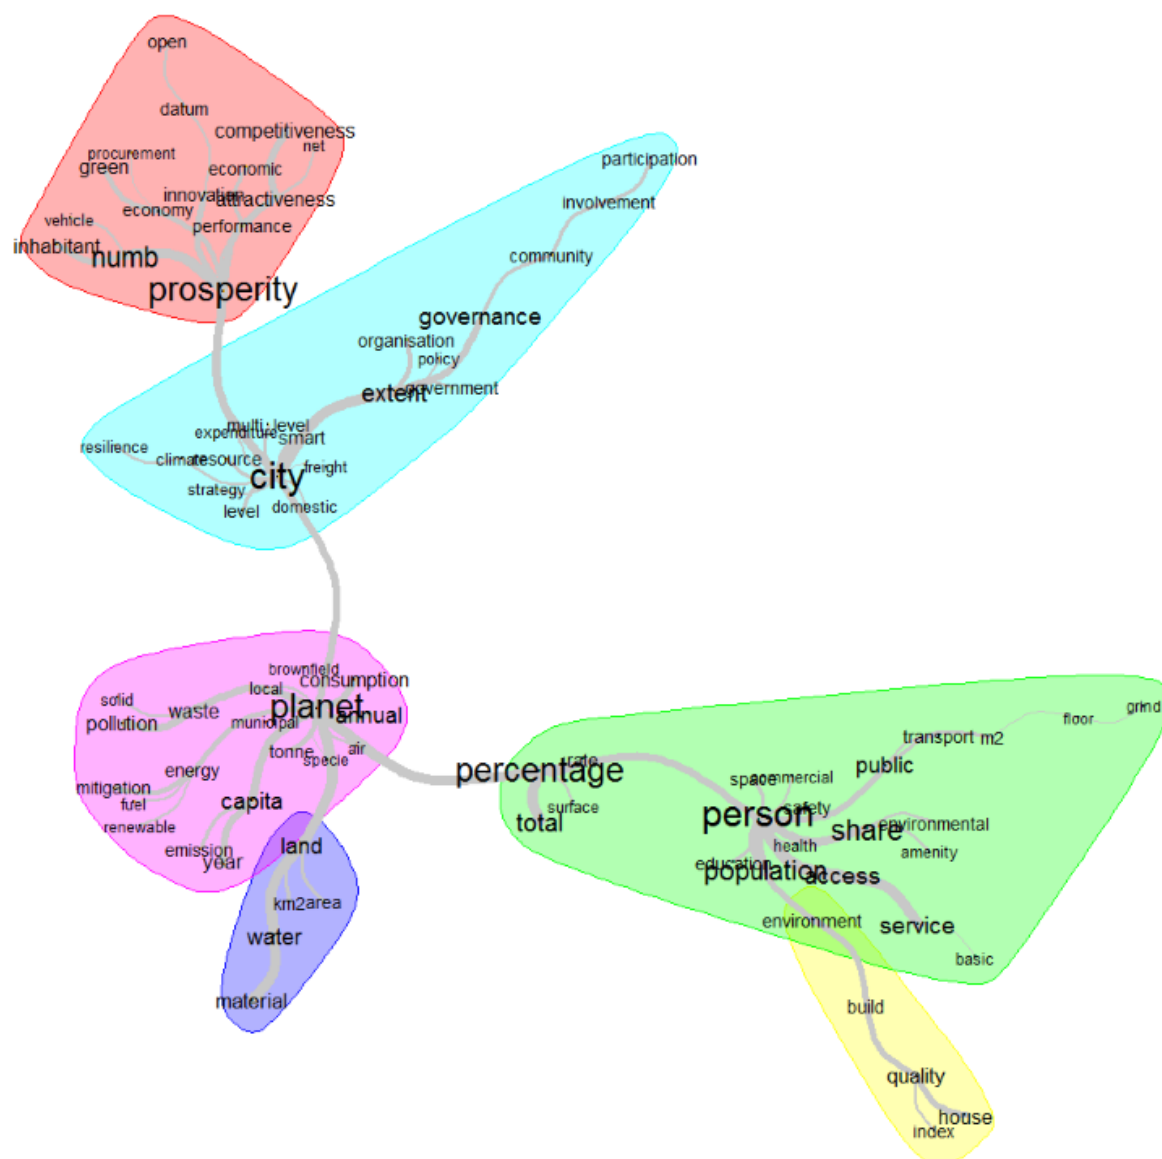 open
datum
competitiveness
net
procurement
green
economic
innovation
attractiveness
economy
vehicle
performance
inhabitant
numb
prosperity
participation
involvement
community
governance
organisation
policy
extent
government
multi-level
expenditure
smart
resilience
climate
resource
freight
city
strategy
level
domestic
brownfield
consumption
local
solid
planet
waste
annual
pollution
municipal
tonne
air
specie
energy
mitigation
fuel
capita
renewable
emission
year
land
km2
area
water
material
percentage
rate
surface
total
grind
floor
transport
m2
public
space
commercial
safety
person
share
environmental
health
amenity
education
population
access
environment
service
basic
build
quality
house
index